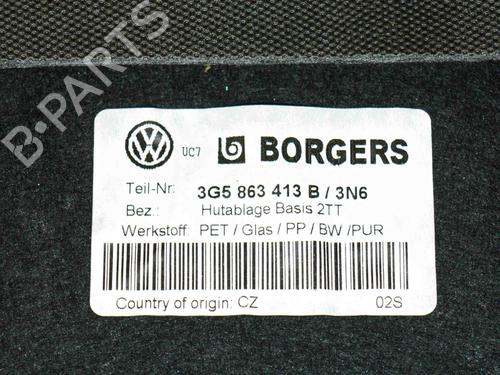 B-PARTS
UC7 BORGERS
Teil-Nr: 3G5 863 413 B / 3N6
Bez.: Hutablage Basis 2TT
Werkstoff: PET / Glas / PP / BW /PUR
Country of origin: CZ 02S